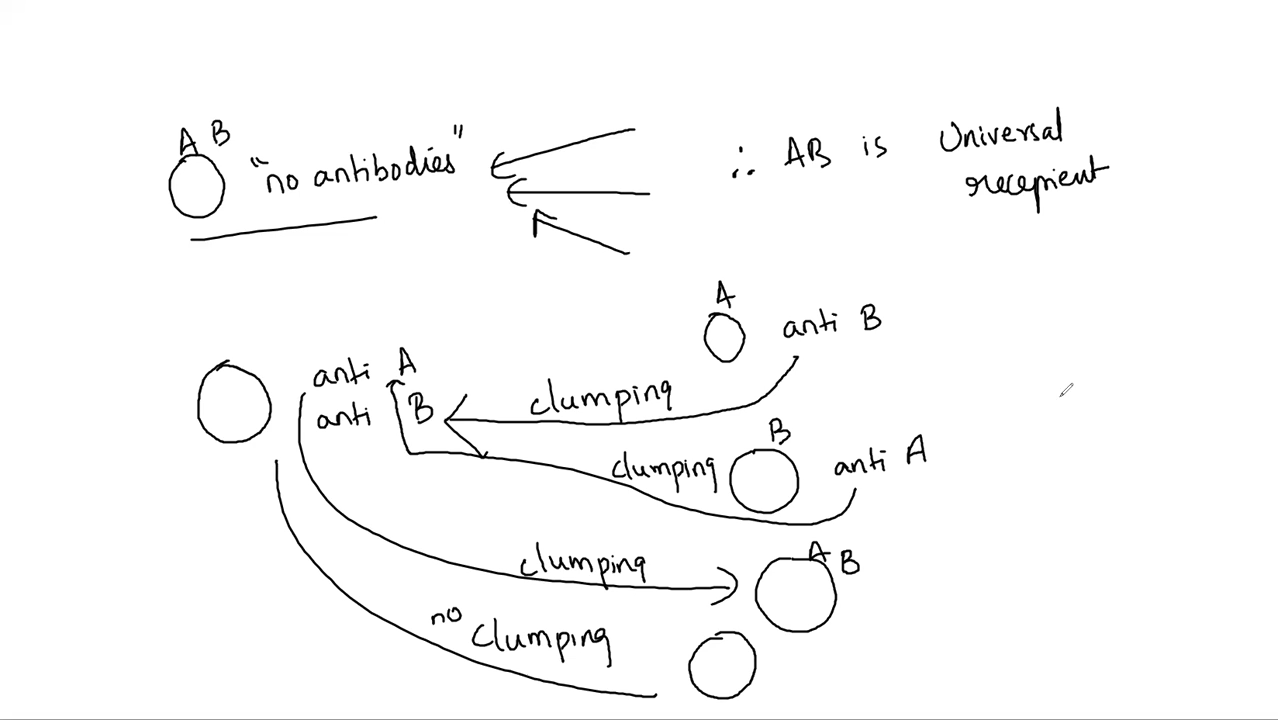 A B
"no antibodies"
∴ AB is Universal
recepient
A
anti B
anti A
anti B
clumping
B
clumping
anti A
clumping
A B
no clumping